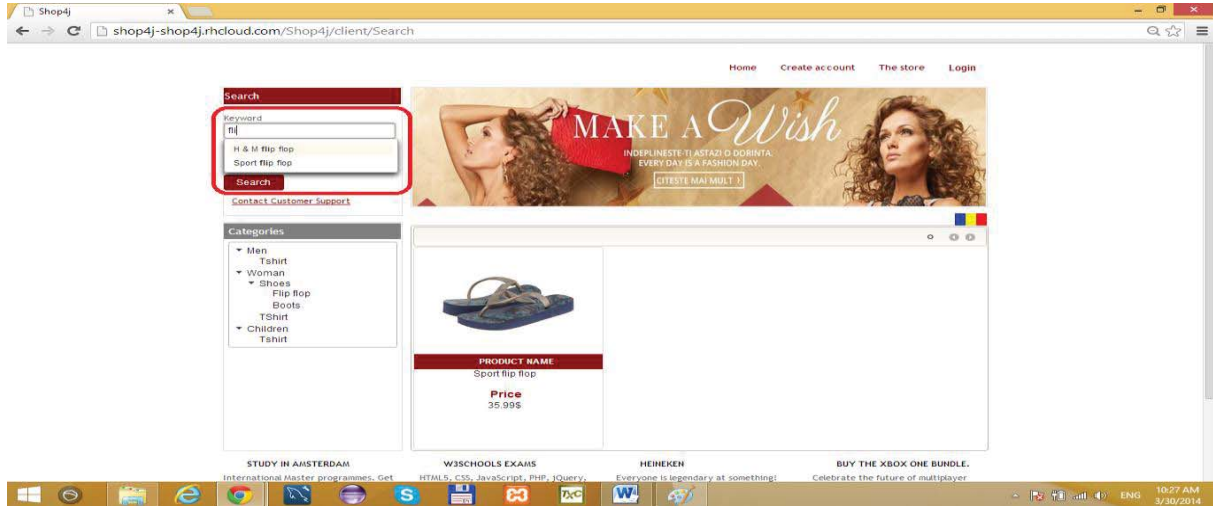 Shop4j
shop4j-shop4j.rhcloud.com/Shop4j/client/Search
Home Create account The store Login
Search
Keyword
fli
H & M flip flop
Sport flip flop
Search
Contact Customer Support
MAKE A Wish
INDEPLINESTE-TI ASTAZI O DORINTA.
EVERY DAY IS A FASHION DAY.
CITESTE MAI MULT
Categories
Men
Tshirt
Woman
Shoes
Flip flop
Boots
TShirt
Children
Tshirt
PRODUCT NAME
Sport flip flop
Price
35.99$
STUDY IN AMSTERDAM W3SCHOOLS EXAMS HEINEKEN BUY THE XBOX ONE BUNDLE.
International Master programmes. Get HTML5, CSS, JavaScript, PHP, jQuery, Everyone is legendary at something! Celebrate the future of multiplayer
ENG
10:27 AM
3/30/2014